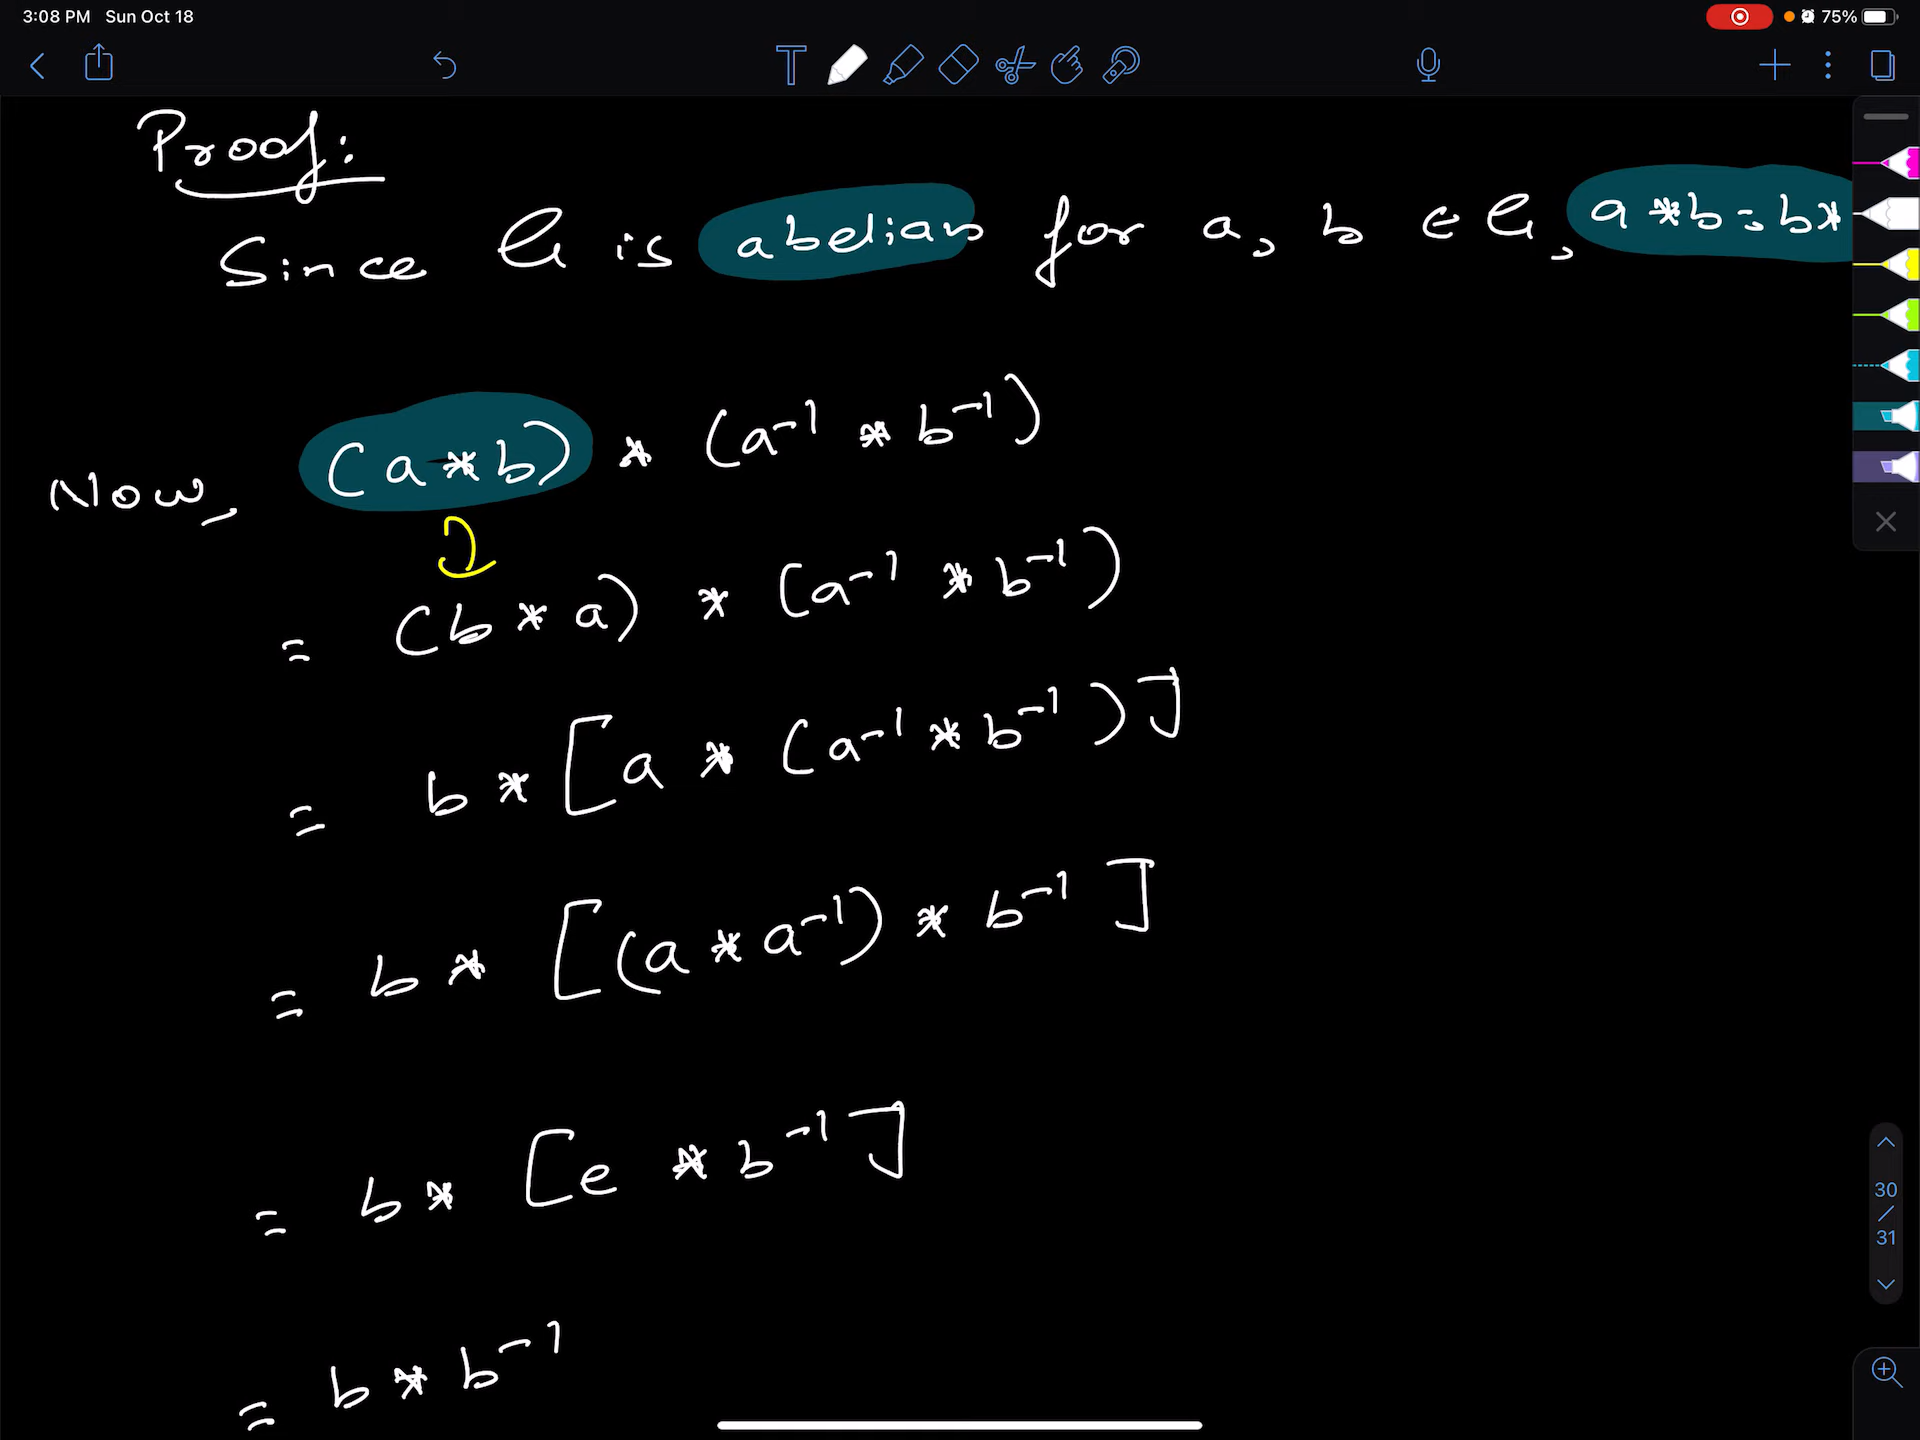 3:08 PM Sun Oct 18 75%
Proof:
Since G is abelian for a, b ∈ G, a * b = b *
Now, (a * b) * (a⁻¹ * b⁻¹)
= (b * a) * (a⁻¹ * b⁻¹)
= b * [a * (a⁻¹ * b⁻¹)]
= b * [(a * a⁻¹) * b⁻¹]
= b * [e * b⁻¹]
= b * b⁻¹
30
/
31